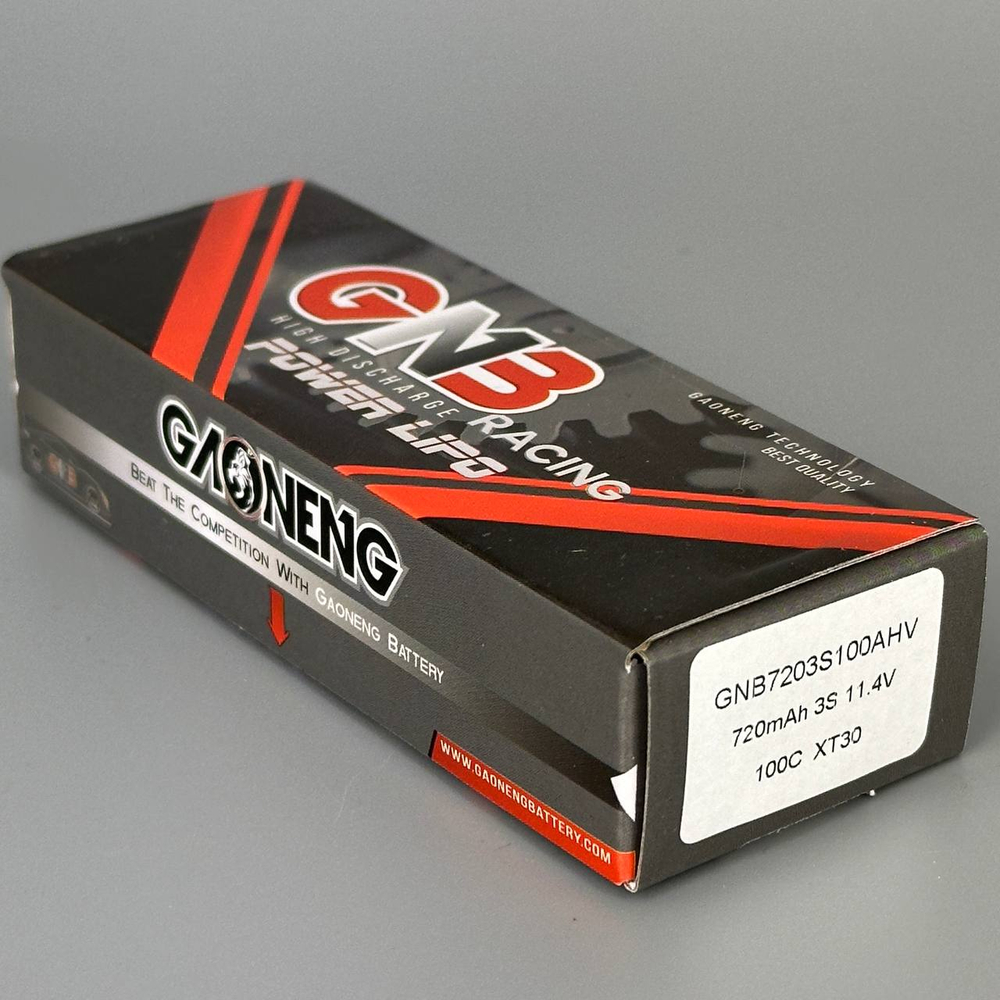 GNB
RACING
HIGH DISCHARGE
POWER LiPO
GAONENG TECHNOLOGY
BEST QUALITY
GAONENG
BEAT THE COMPETITION WITH GAONENG BATTERY
WWW.GAONENGBATTERY.COM
GNB7203S100AHV
720mAh 3S 11.4V
100C XT30